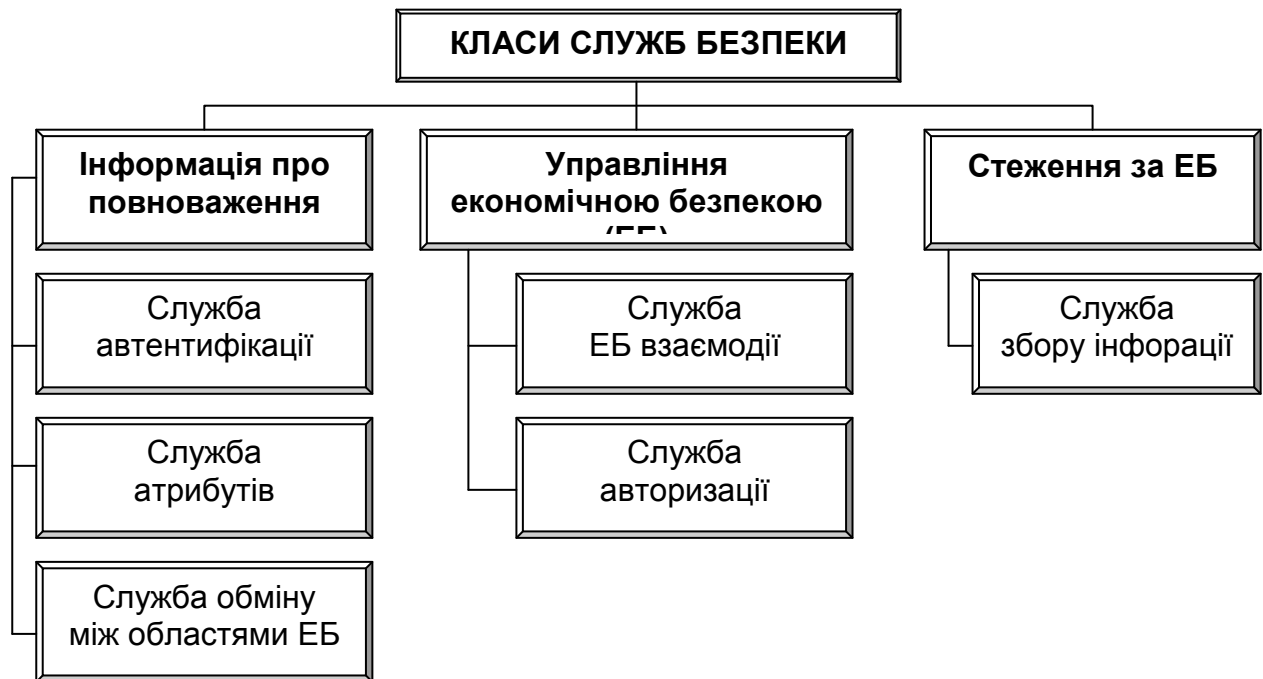 КЛАСИ СЛУЖБ БЕЗПЕКИ
Інформація про
повноваження
Управління
економічною безпекою
(ЕБ)
Стеження за ЕБ
Служба
автентифікації
Служба
ЕБ взаємодії
Служба
збору інфорації
Служба
атрибутів
Служба
авторизації
Служба обміну
між областями ЕБ